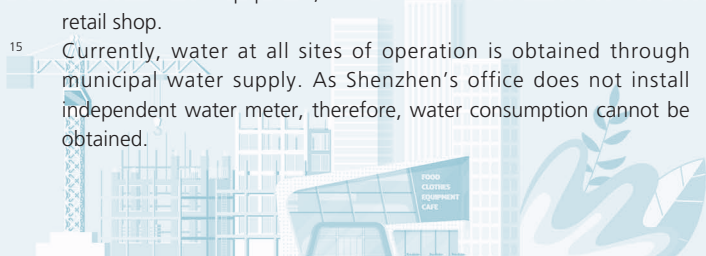 retail shop.
15 Currently, water at all sites of operation is obtained through
municipal water supply. As Shenzhen's office does not install
independent water meter, therefore, water consumption cannot be
obtained.
FOOD
CLOTHES
EQUIPMENT
CAFE